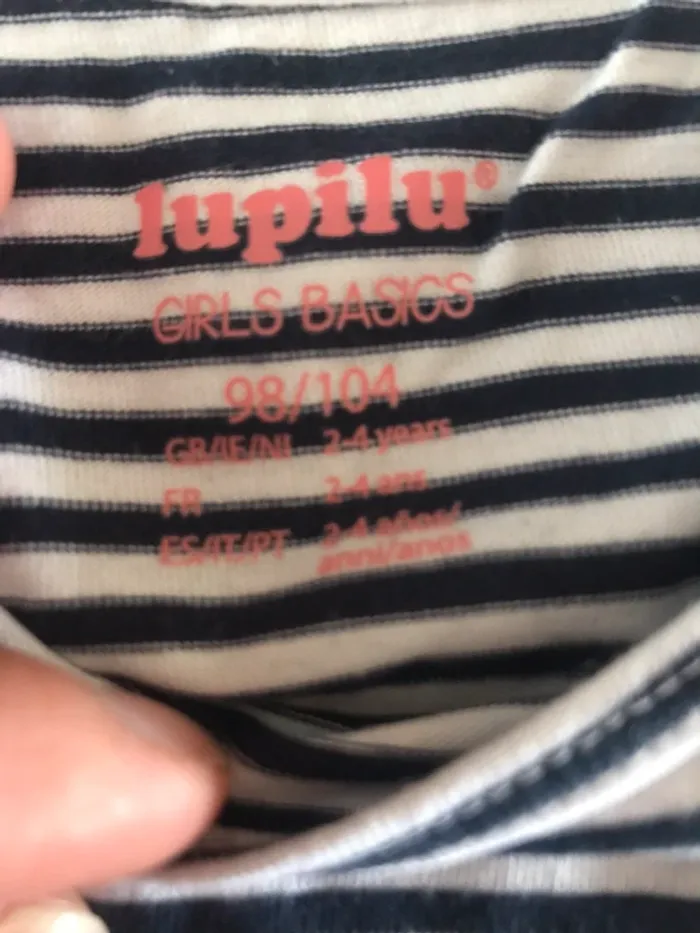 lupilu®
GIRLS BASICS
98/104
GB/IE/NI 2-4 years
FR 2-4 ans
ES/IT/PT 2-4 años/
anni/anos